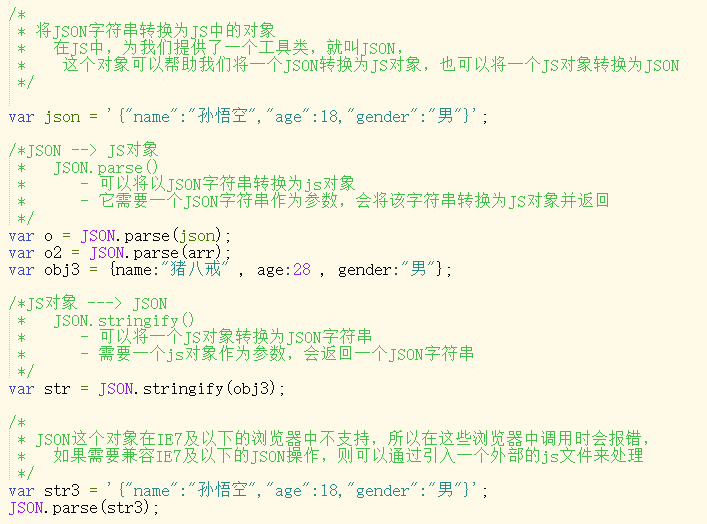 /*
 * 将JSON字符串转换为JS中的对象
 *   在JS中，为我们提供了一个工具类，就叫JSON，
 *    这个对象可以帮助我们将一个JSON转换为JS对象，也可以将一个JS对象转换为JSON
 */
var json = '{"name":"孙悟空","age":18,"gender":"男"}';
/*JSON --> JS对象
 *   JSON.parse()
 *      - 可以将以JSON字符串转换为js对象
 *      - 它需要一个JSON字符串作为参数，会将该字符串转换为JS对象并返回
 */
var o = JSON.parse(json);
var o2 = JSON.parse(arr);
var obj3 = {name:"猪八戒" , age:28 , gender:"男"};
/*JS对象 ---> JSON
 *   JSON.stringify()
 *      - 可以将一个JS对象转换为JSON字符串
 *      - 需要一个js对象作为参数，会返回一个JSON字符串
 */
var str = JSON.stringify(obj3);
/*
 * JSON这个对象在IE7及以下的浏览器中不支持，所以在这些浏览器中调用时会报错，
 *   如果需要兼容IE7及以下的JSON操作，则可以通过引入一个外部的js文件来处理
 */
var str3 = '{"name":"孙悟空","age":18,"gender":"男"}';
JSON.parse(str3);